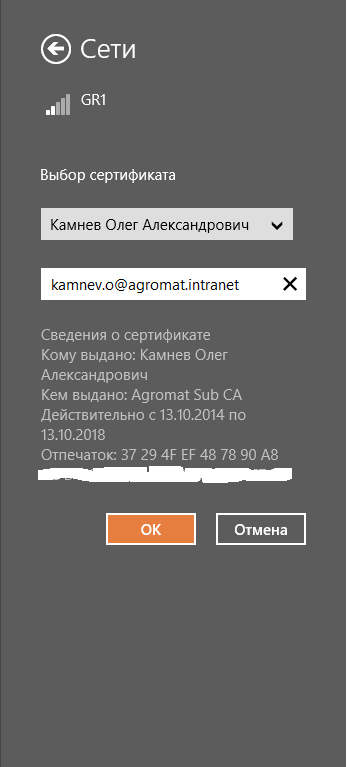 Сети
GR1
Выбор сертификата
Камнев Олег Александрович
kamnev.o@agromat.intranet
Сведения о сертификате
Кому выдано: Камнев Олег
Александрович
Кем выдано: Agromat Sub CA
Действительно с 13.10.2014 по
13.10.2018
Отпечаток: 37 29 4F EF 48 78 90 A8
ОК
Отмена